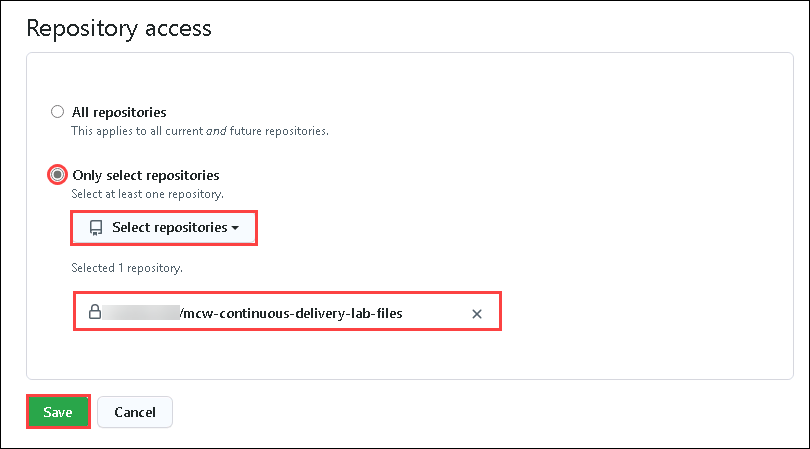 Repository access
All repositories
This applies to all current and future repositories.
Only select repositories
Select at least one repository.
Select repositories
Selected 1 repository.
/mcw-continuous-delivery-lab-files
Save
Cancel